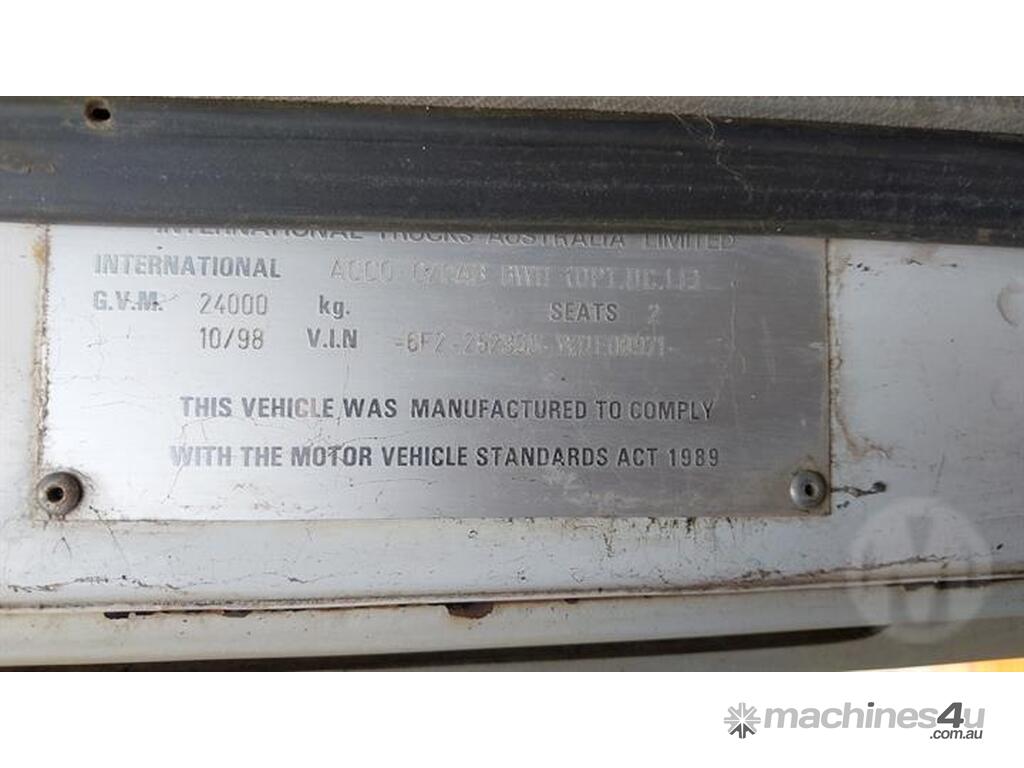 INTERNATIONAL TRUCKS AUSTRALIA LIMITED
INTERNATIONAL ACCO
G.V.M. 24000 kg. SEATS 2
10/98 V.I.N
THIS VEHICLE WAS MANUFACTURED TO COMPLY
WITH THE MOTOR VEHICLE STANDARDS ACT 1989
machines4u
.com.au